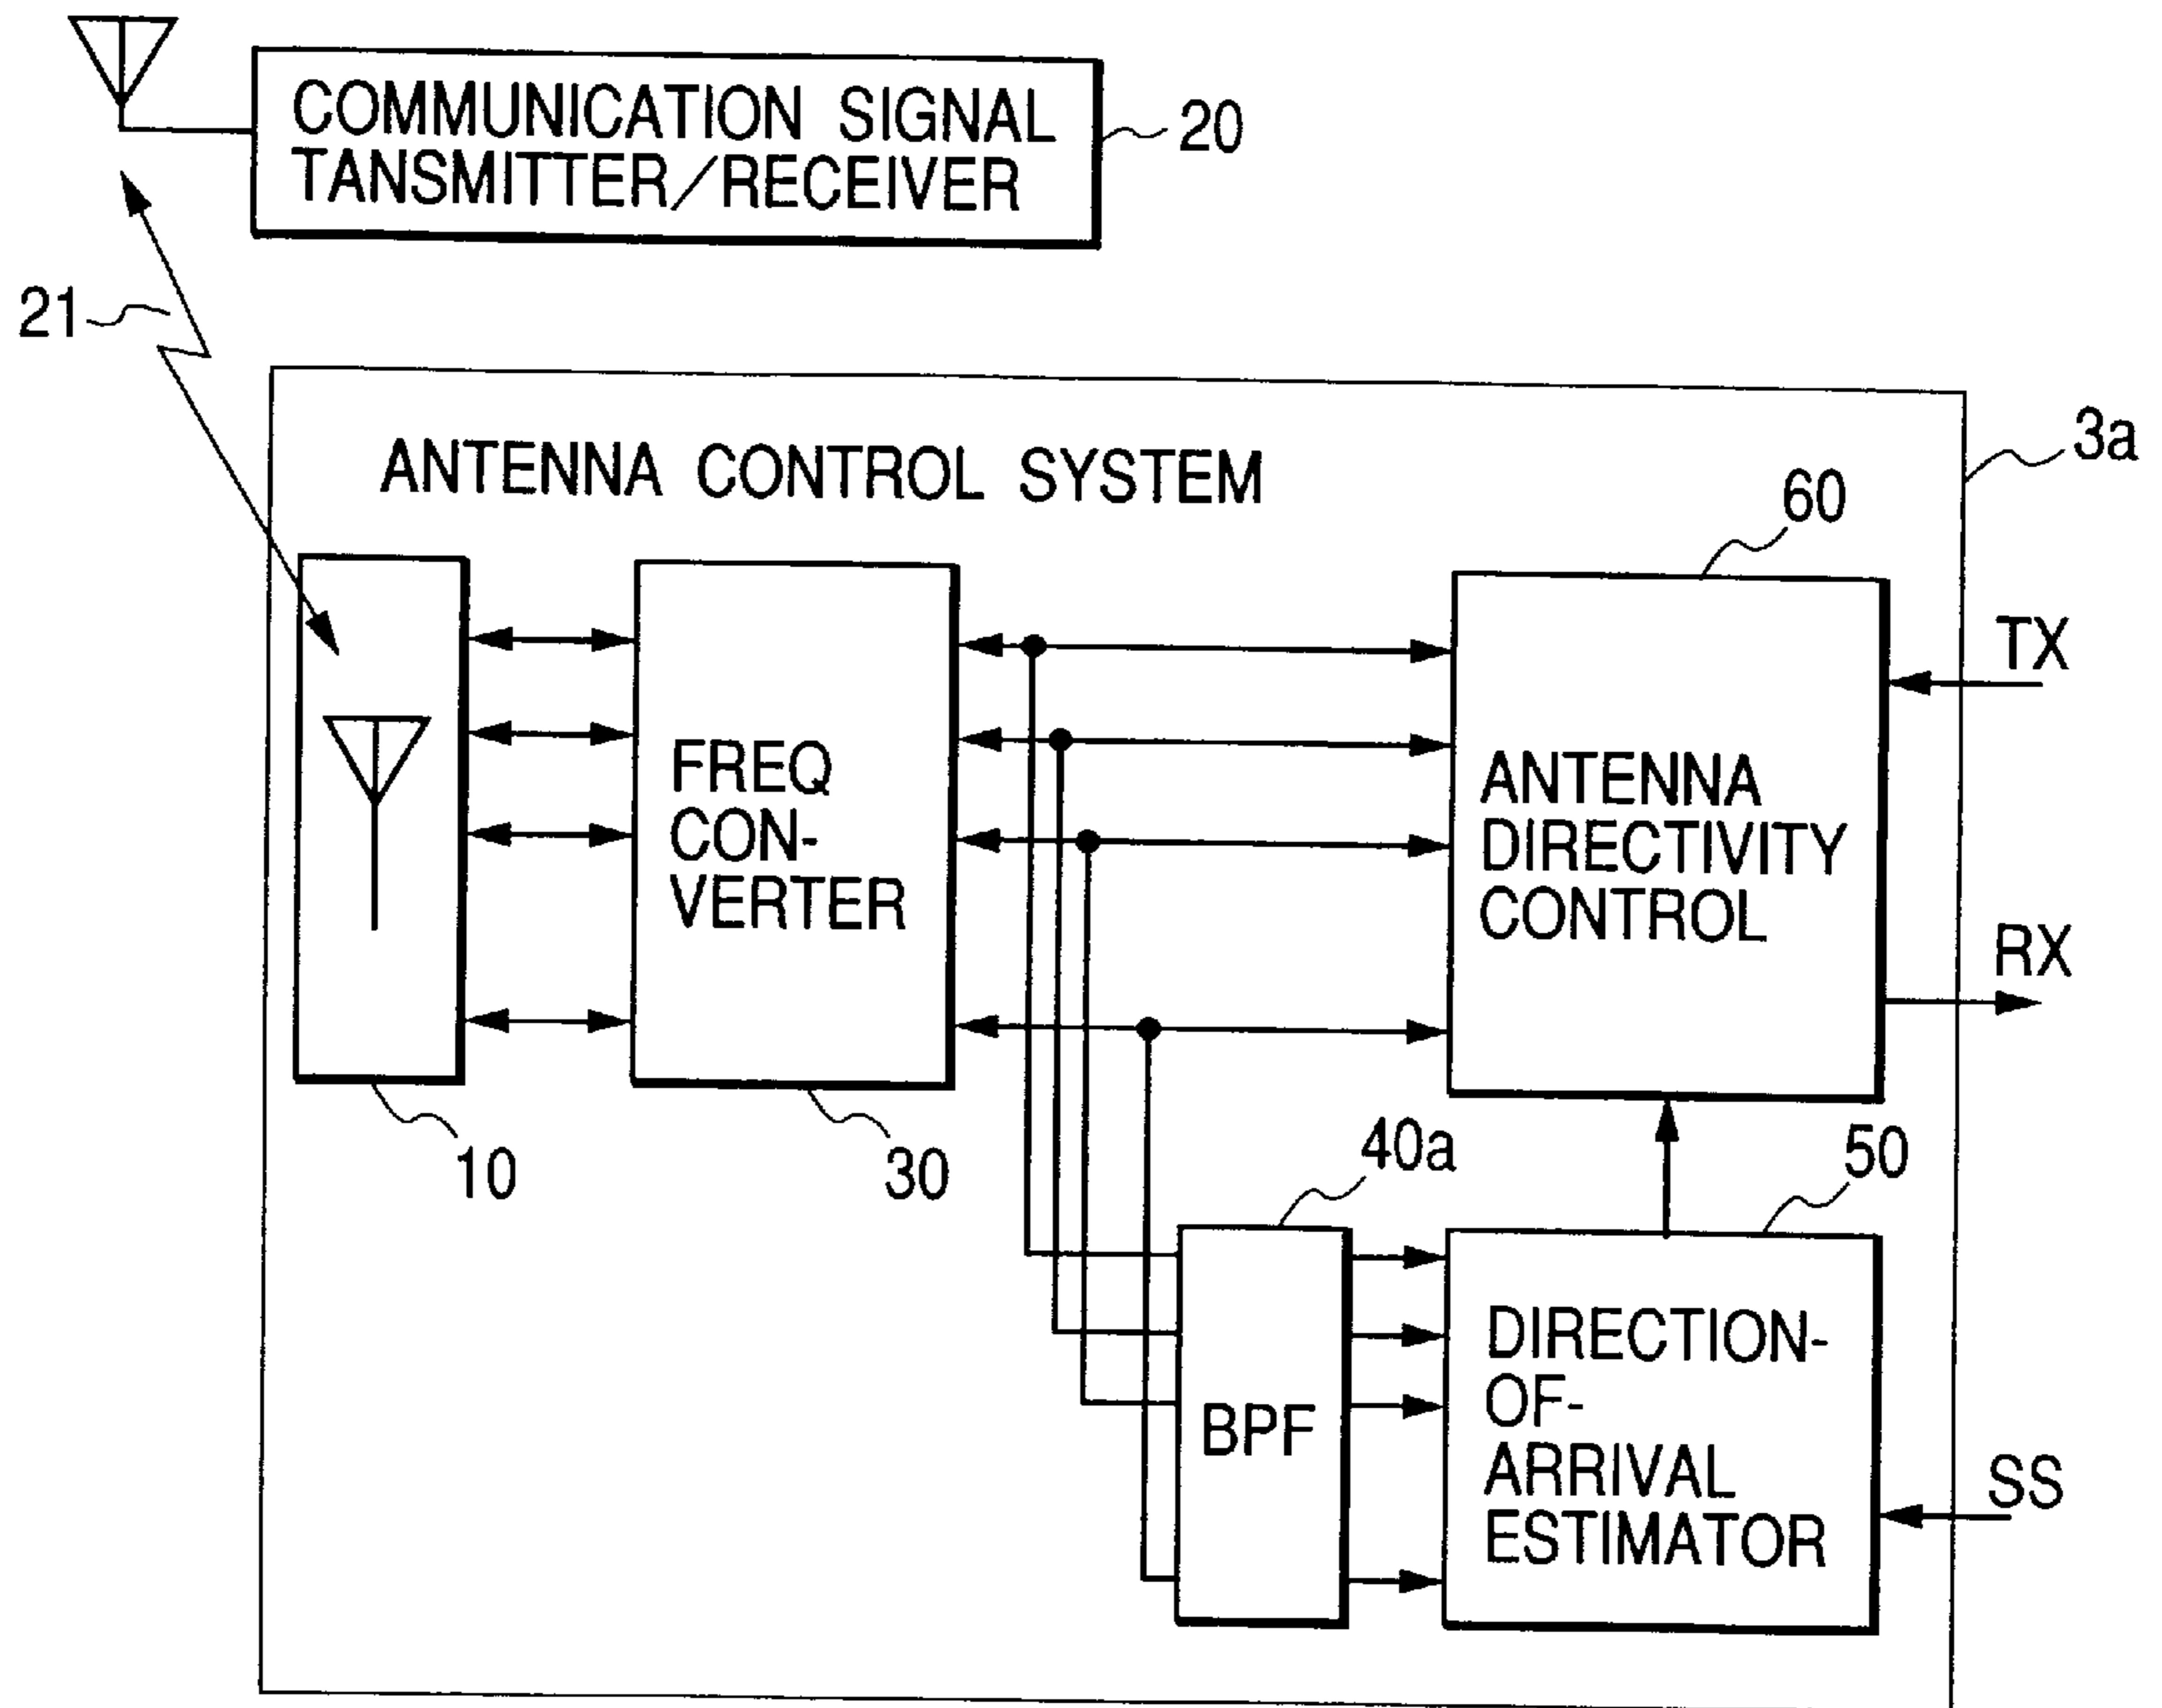 COMMUNICATION SIGNAL
TANSMITTER/RECEIVER
20
21
3a
ANTENNA CONTROL SYSTEM
60
TX
FREQ
CON-
VERTER
ANTENNA
DIRECTIVITY
CONTROL
RX
10
30
40a
50
BPF
DIRECTION-
OF-
ARRIVAL
ESTIMATOR
SS